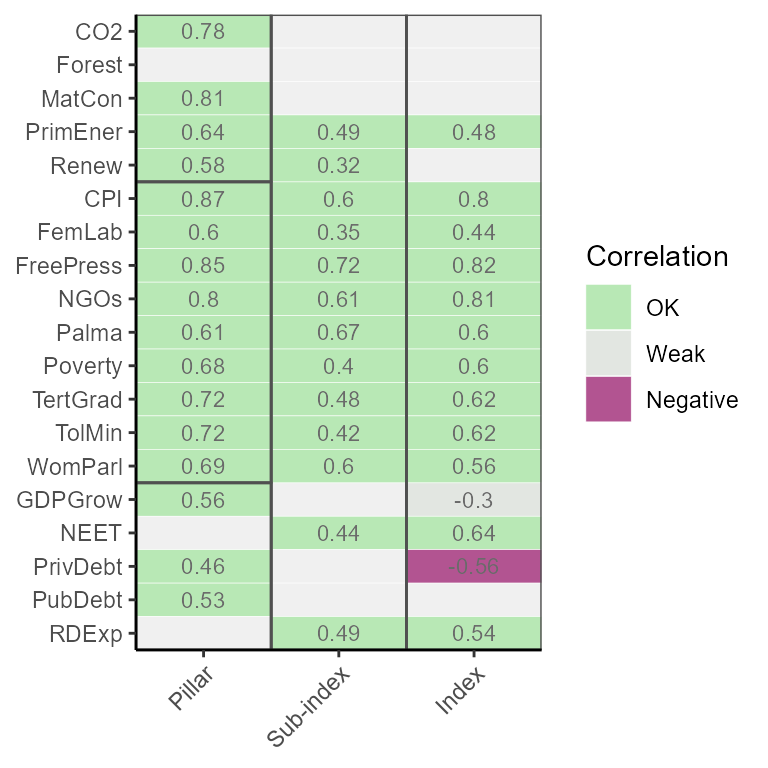 CO2 0.78
Forest
MatCon 0.81
PrimEner 0.64 0.49 0.48
Renew 0.58 0.32
CPI 0.87 0.6 0.8
FemLab 0.6 0.35 0.44
FreePress 0.85 0.72 0.82
NGOs 0.8 0.61 0.81
Palma 0.61 0.67 0.6
Poverty 0.68 0.4 0.6
TertGrad 0.72 0.48 0.62
TolMin 0.72 0.42 0.62
WomParl 0.69 0.6 0.56
GDPGrow 0.56 -0.3
NEET 0.44 0.64
PrivDebt 0.46 -0.56
PubDebt 0.53
RDExp 0.49 0.54
Pillar Sub-index Index
Correlation
OK
Weak
Negative